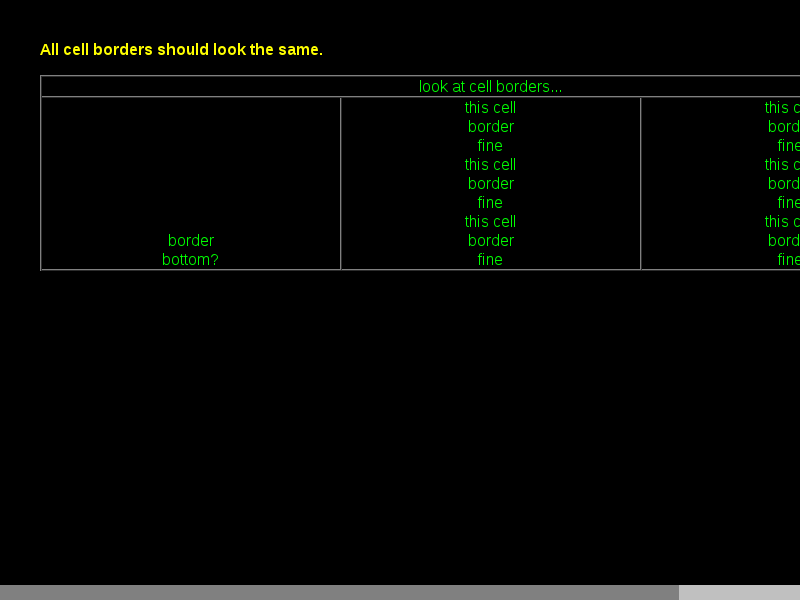 All cell borders should look the same.
look at cell borders...
border
bottom?
this cell
border
fine
this cell
border
fine
this cell
border
fine
this c
bord
fine
this c
bord
fine
this c
bord
fine